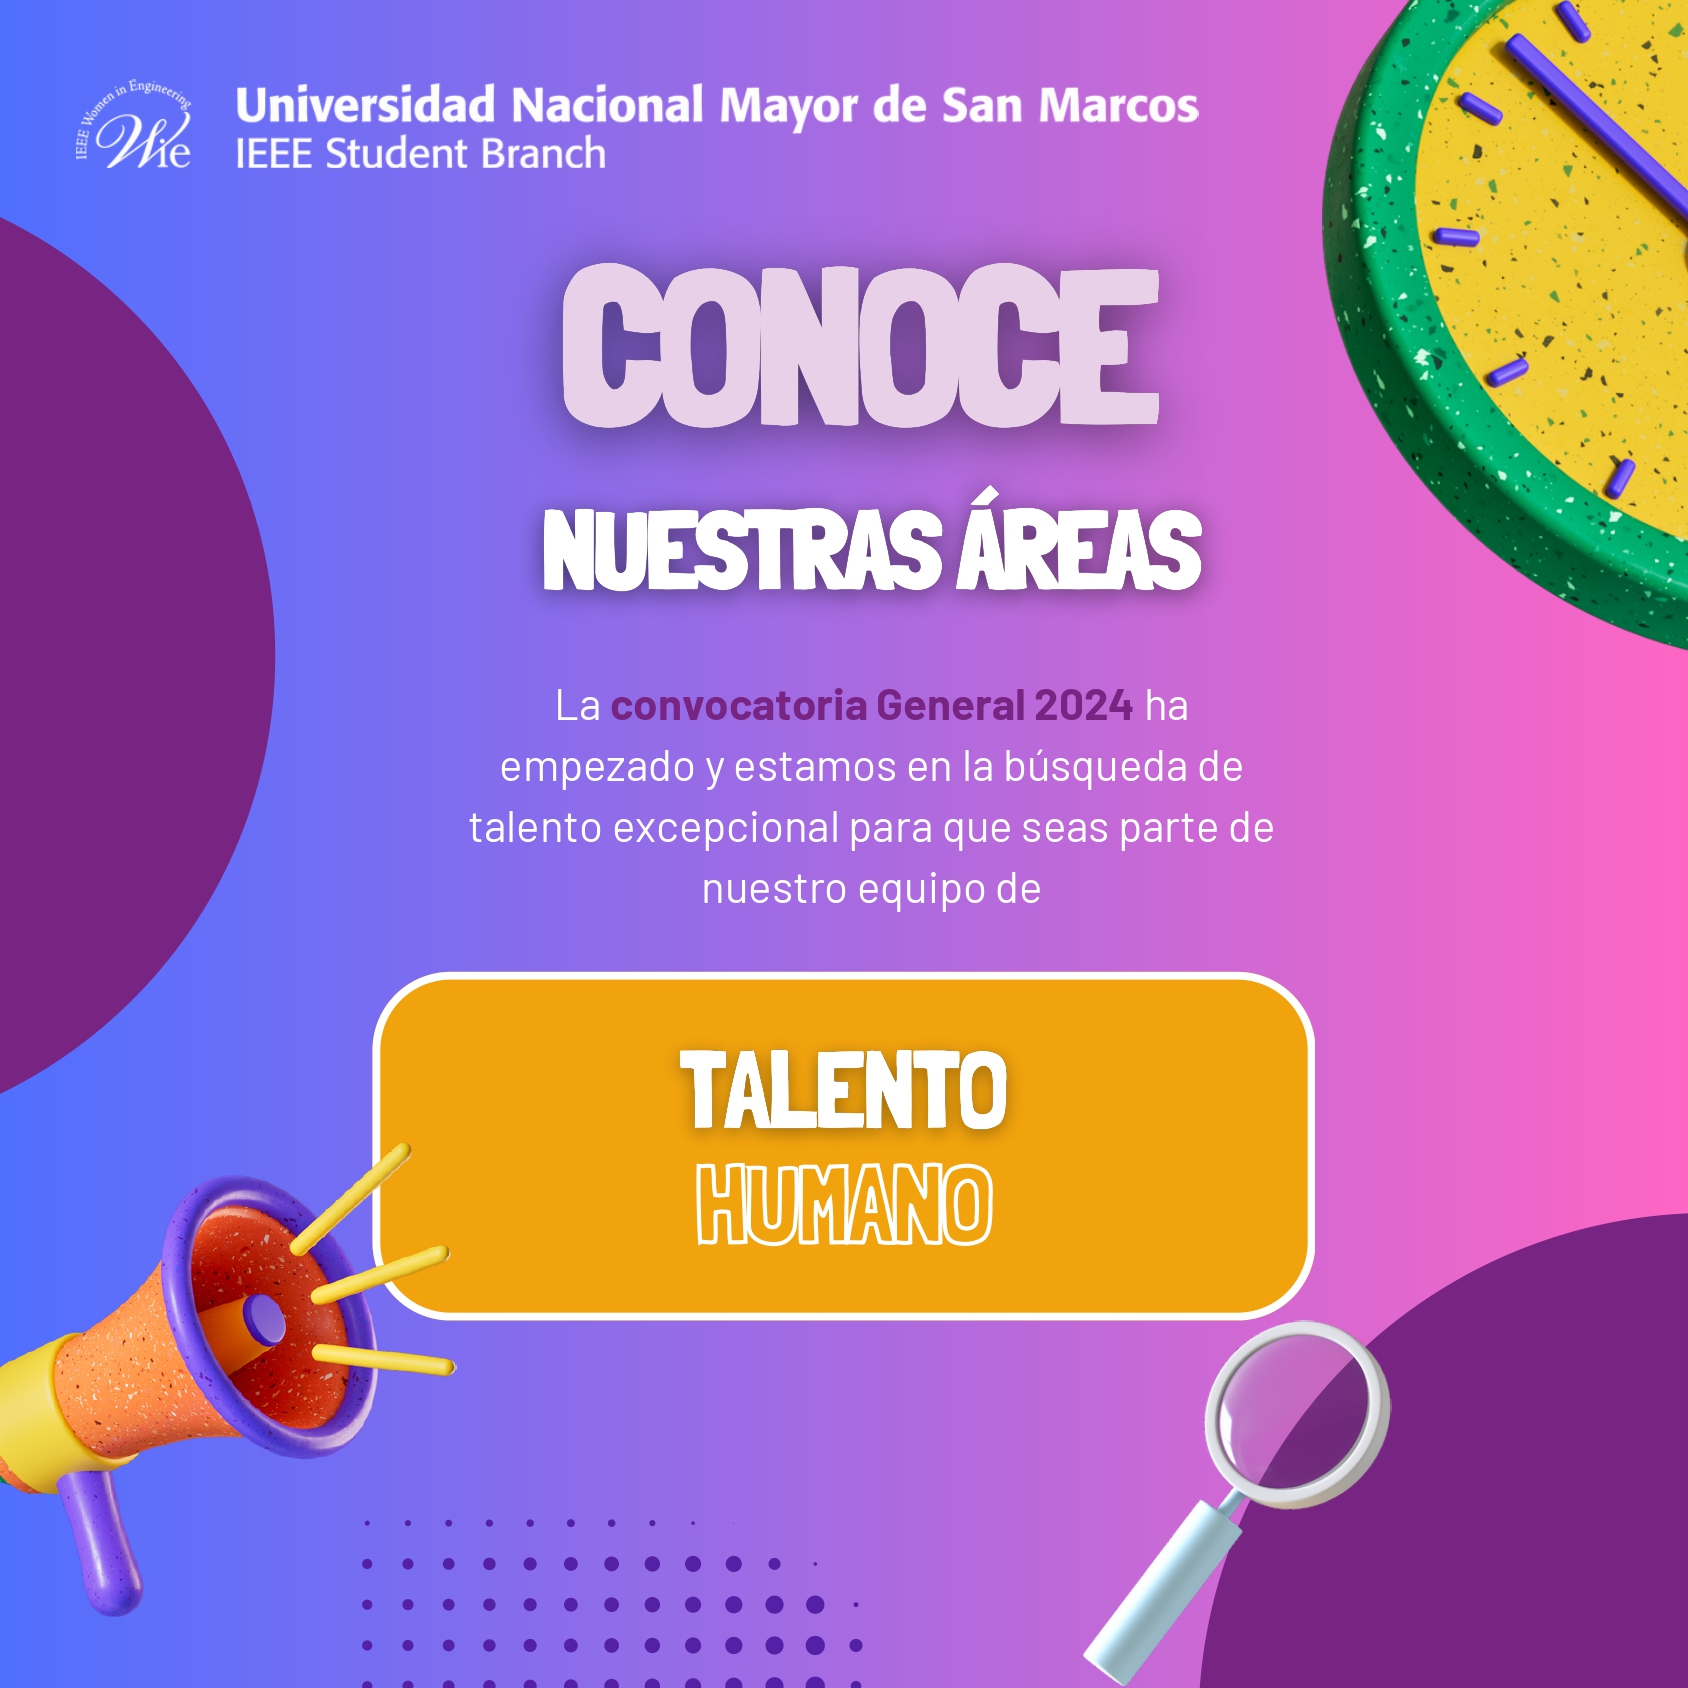 IEEE Women in Engineering
Wie
Universidad Nacional Mayor de San Marcos
IEEE Student Branch
CONOCE
NUESTRAS ÁREAS
La convocatoria General 2024 ha
empezado y estamos en la búsqueda de
talento excepcional para que seas parte de
nuestro equipo de
TALENTO
HUMANO